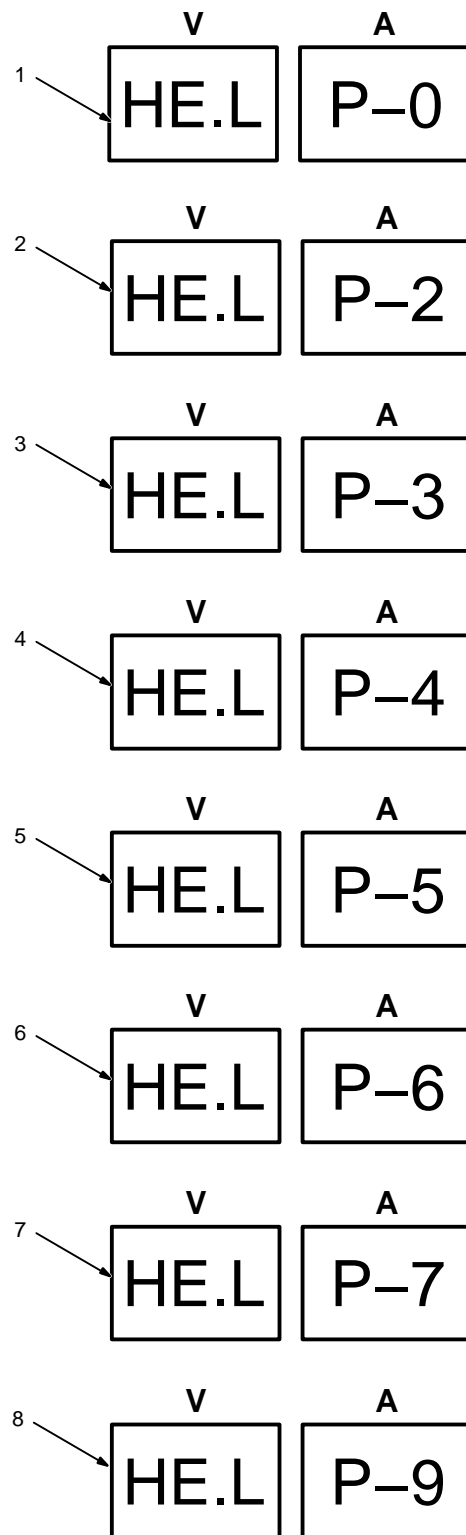 V A
1 HE.L P–0
V A
2 HE.L P–2
V A
3 HE.L P–3
V A
4 HE.L P–4
V A
5 HE.L P–5
V A
6 HE.L P–6
V A
7 HE.L P–7
V A
8 HE.L P–9